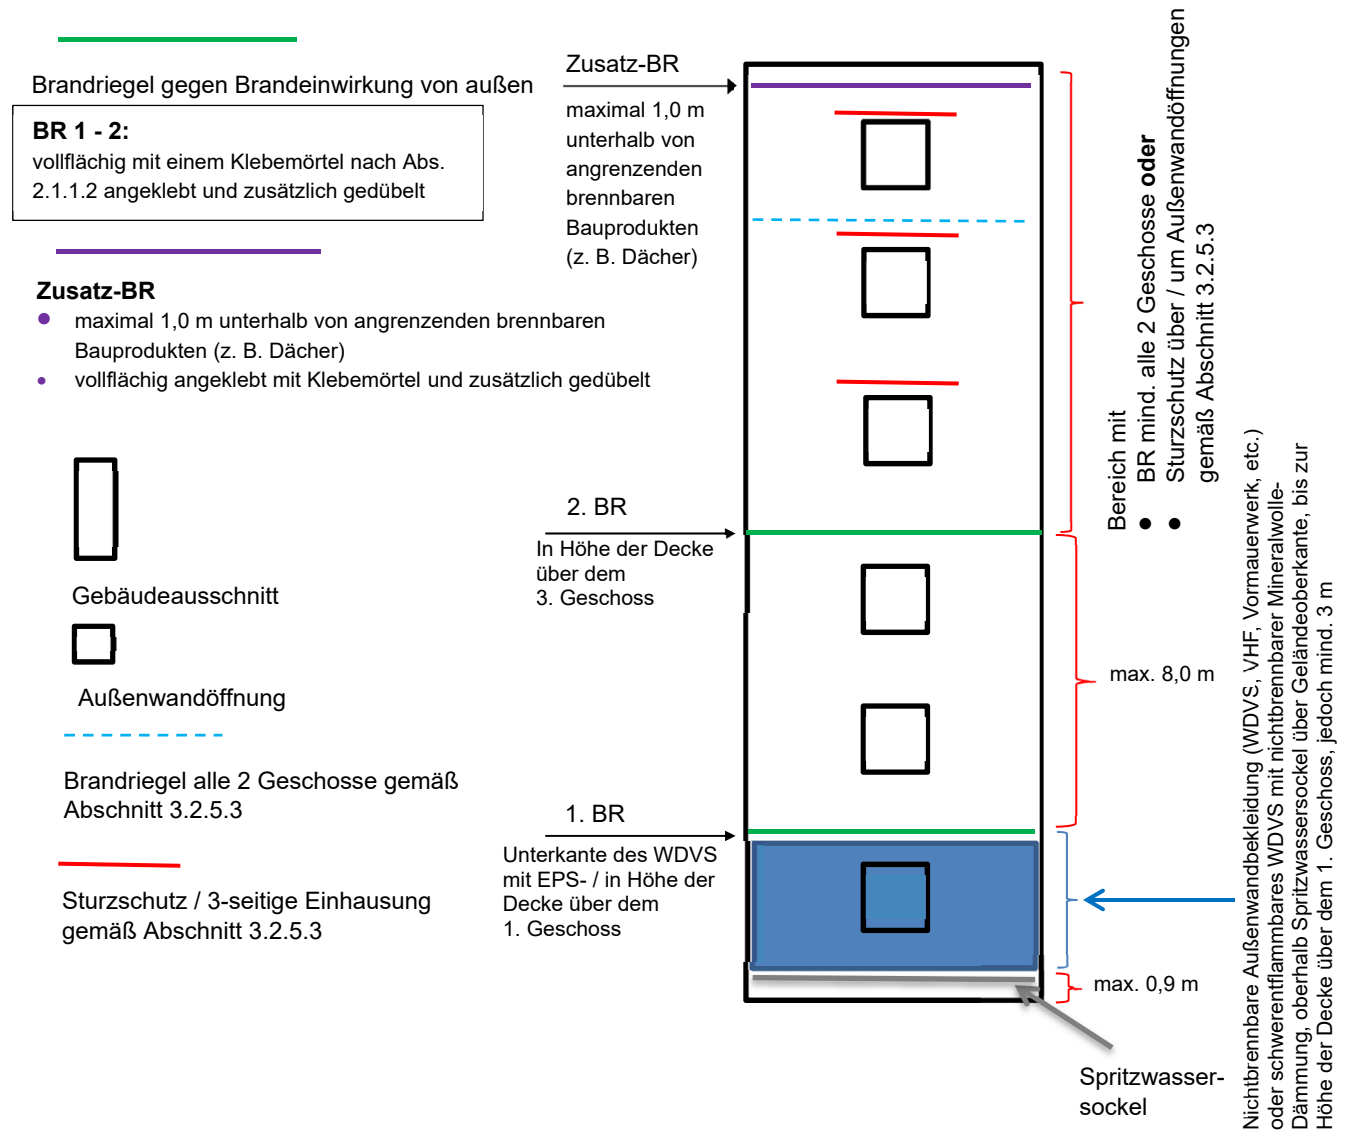 Brandriegel gegen Brandeinwirkung von außen
BR 1 - 2:
vollflächig mit einem Klebemörtel nach Abs.
2.1.1.2 angeklebt und zusätzlich gedübelt
Zusatz-BR
● maximal 1,0 m unterhalb von angrenzenden brennbaren
Bauprodukten (z. B. Dächer)
● vollflächig angeklebt mit Klebemörtel und zusätzlich gedübelt
Gebäudeausschnitt
Außenwandöffnung
Brandriegel alle 2 Geschosse gemäß
Abschnitt 3.2.5.3
Sturzschutz / 3-seitige Einhausung
gemäß Abschnitt 3.2.5.3
Zusatz-BR
maximal 1,0 m
unterhalb von
angrenzenden
brennbaren
Bauprodukten
(z. B. Dächer)
2. BR
In Höhe der Decke
über dem
3. Geschoss
1. BR
Unterkante des WDVS
mit EPS- / in Höhe der
Decke über dem
1. Geschoss
Bereich mit
● BR mind. alle 2 Geschosse oder
● Sturzschutz über / um Außenwandöffnungen
gemäß Abschnitt 3.2.5.3
max. 8,0 m
max. 0,9 m
Spritzwasser-
sockel
Nichtbrennbare Außenwandbekleidung (WDVS, VHF, Vormauerwerk, etc.)
oder schwerentflammbares WDVS mit nichtbrennbarer Mineralwolle-
Dämmung, oberhalb Spritzwassersockel über Geländeoberkante, bis zur
Höhe der Decke über dem 1. Geschoss, jedoch mind. 3 m